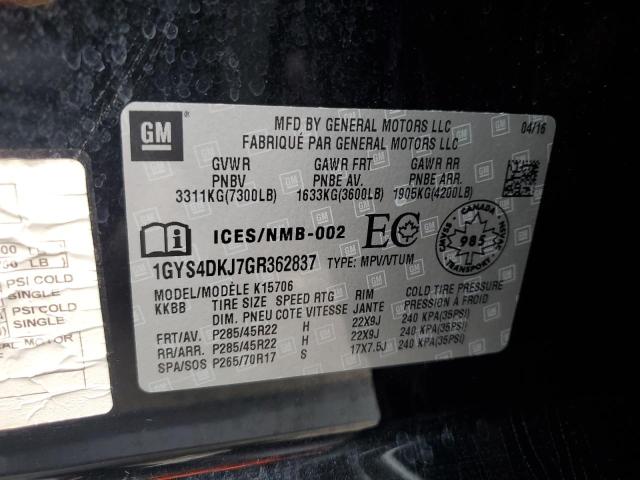 GM
MFD BY GENERAL MOTORS LLC
FABRIQUÉ PAR GENERAL MOTORS LLC
04/16
GVWR GAWR FRT GAWR RR
PNBV PNBE AV. PNBE ARR.
3311KG(7300LB) 1633KG(3600LB) 1905KG(4200LB)
ICES/NMB-002 EC
CANADA
985
TRANSPORT
1GYS4DKJ7GR362837 TYPE: MPV/VTUM
MODEL/MODÈLE K15706
KKBB
TIRE SIZE SPEED RTG RIM COLD TIRE PRESSURE
DIM. PNEU COTE VITESSE JANTE PRESSION À FROID
FRT/AV. P285/45R22 H 22X9J 240 KPA(35PSI)
RR/ARR. P285/45R22 H 22X9J 240 KPA(35PSI)
SPA/SOS P265/70R17 S 17X7.5J 240 KPA(35PSI)
LB)
PSI COLD
SINGLE
PSI COLD
SINGLE
MOTOR